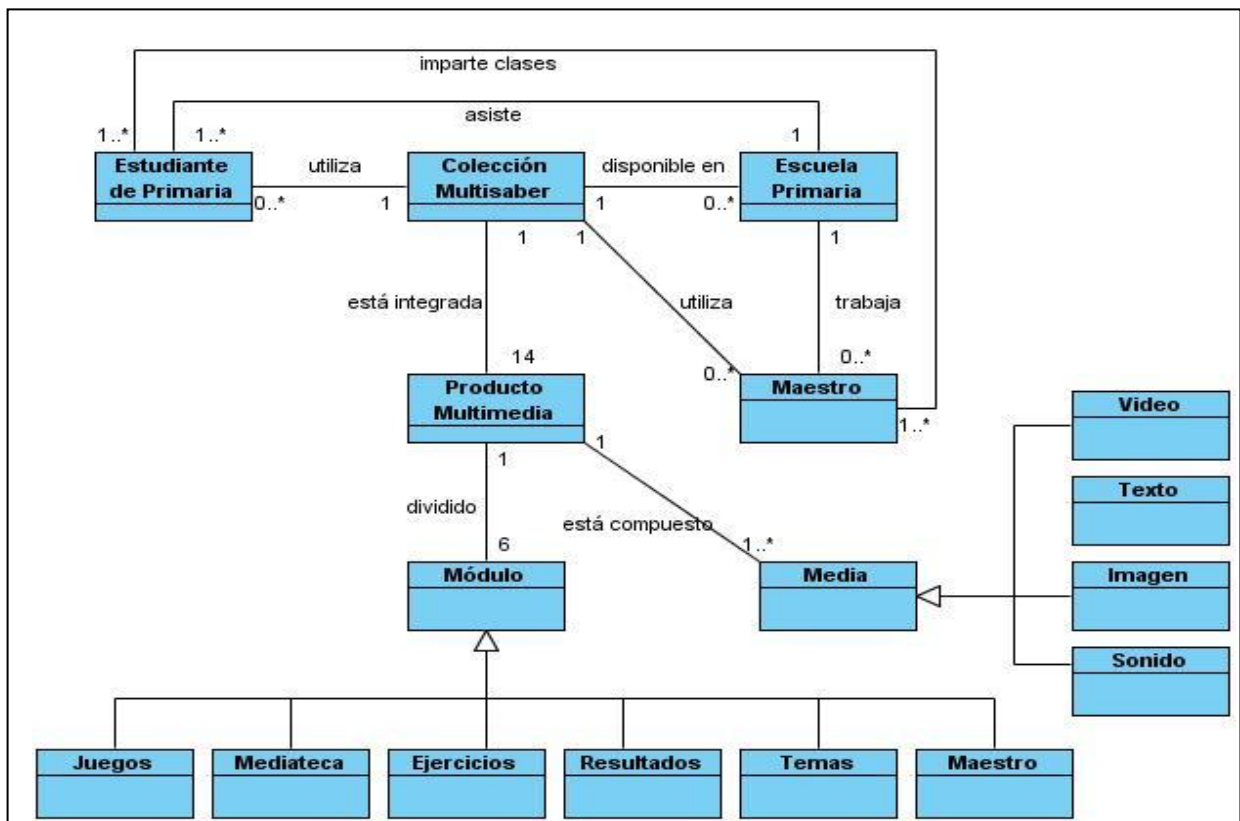 imparte clases
asiste
1..*
1..*
1
Estudiante
de Primaria
utiliza
Colección
Multisaber
disponible en
Escuela
Primaria
0..*
1
1
0..*
1
1
1
está integrada
utiliza
trabaja
14
0..*
0..*
Producto
Multimedia
Maestro
1..*
1
1
Video
dividido
está compuesto
Texto
6
1..*
Módulo
Media
Imagen
Sonido
Juegos
Mediateca
Ejercicios
Resultados
Temas
Maestro